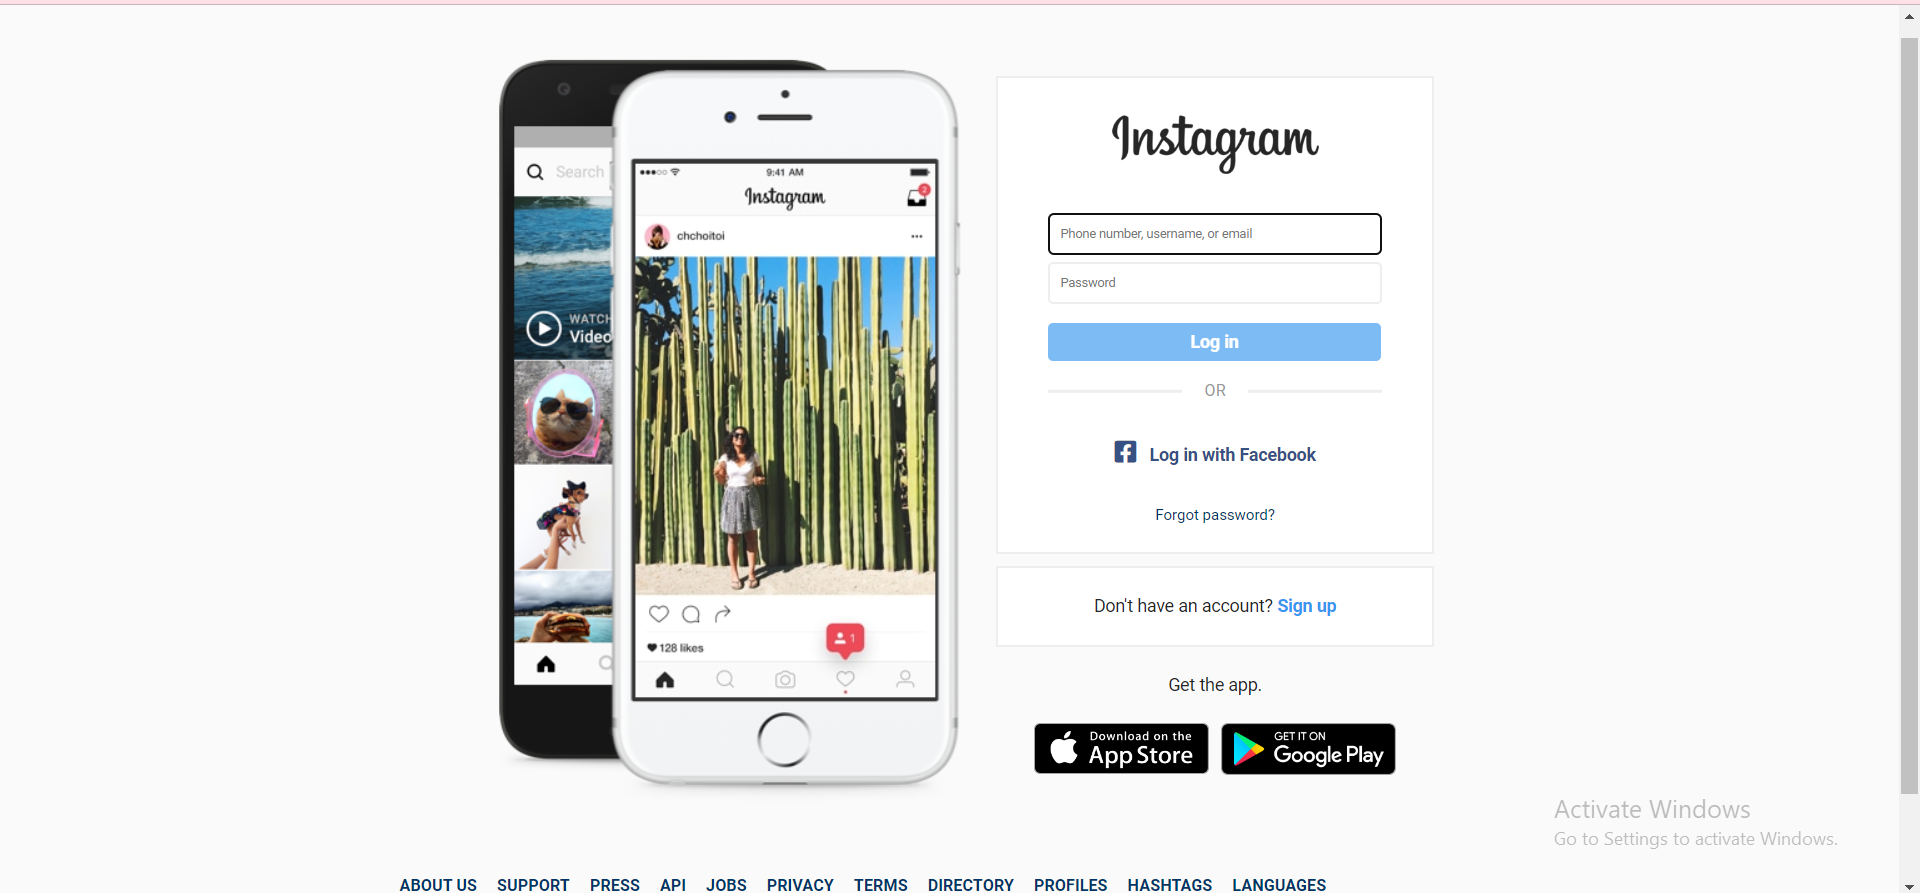 Search
WATCH
Video
9:41 AM
Instagram
2
chchoitoi
128 likes
1
Instagram
Phone number, username, or email
Password
Log in
OR
Log in with Facebook
Forgot password?
Don't have an account? Sign up
Get the app.
Download on the
App Store
GET IT ON
Google Play
Activate Windows
Go to Settings to activate Windows.
ABOUT US SUPPORT PRESS API JOBS PRIVACY TERMS DIRECTORY PROFILES HASHTAGS LANGUAGES